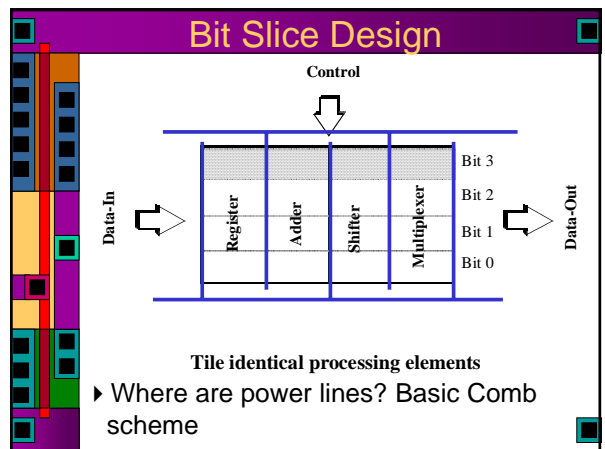 Bit Slice Design
Control
Data-In
Register
Adder
Shifter
Multiplexer
Bit 3
Bit 2
Bit 1
Bit 0
Data-Out
Tile identical processing elements
Where are power lines? Basic Comb
scheme